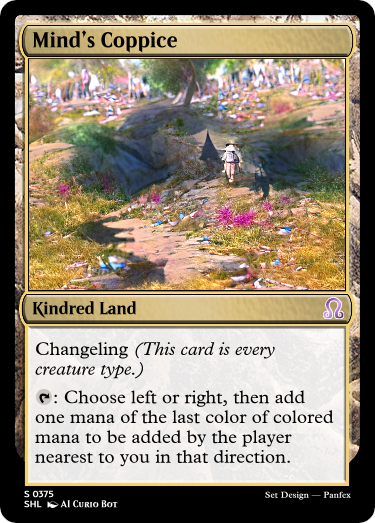 Mind's Coppice
Kindred Land
Changeling (This card is every
creature type.)
: Choose left or right, then add
one mana of the last color of colored
mana to be added by the player
nearest to you in that direction.
S 0375
SHL AI Curio Bot
Set Design — Panfex